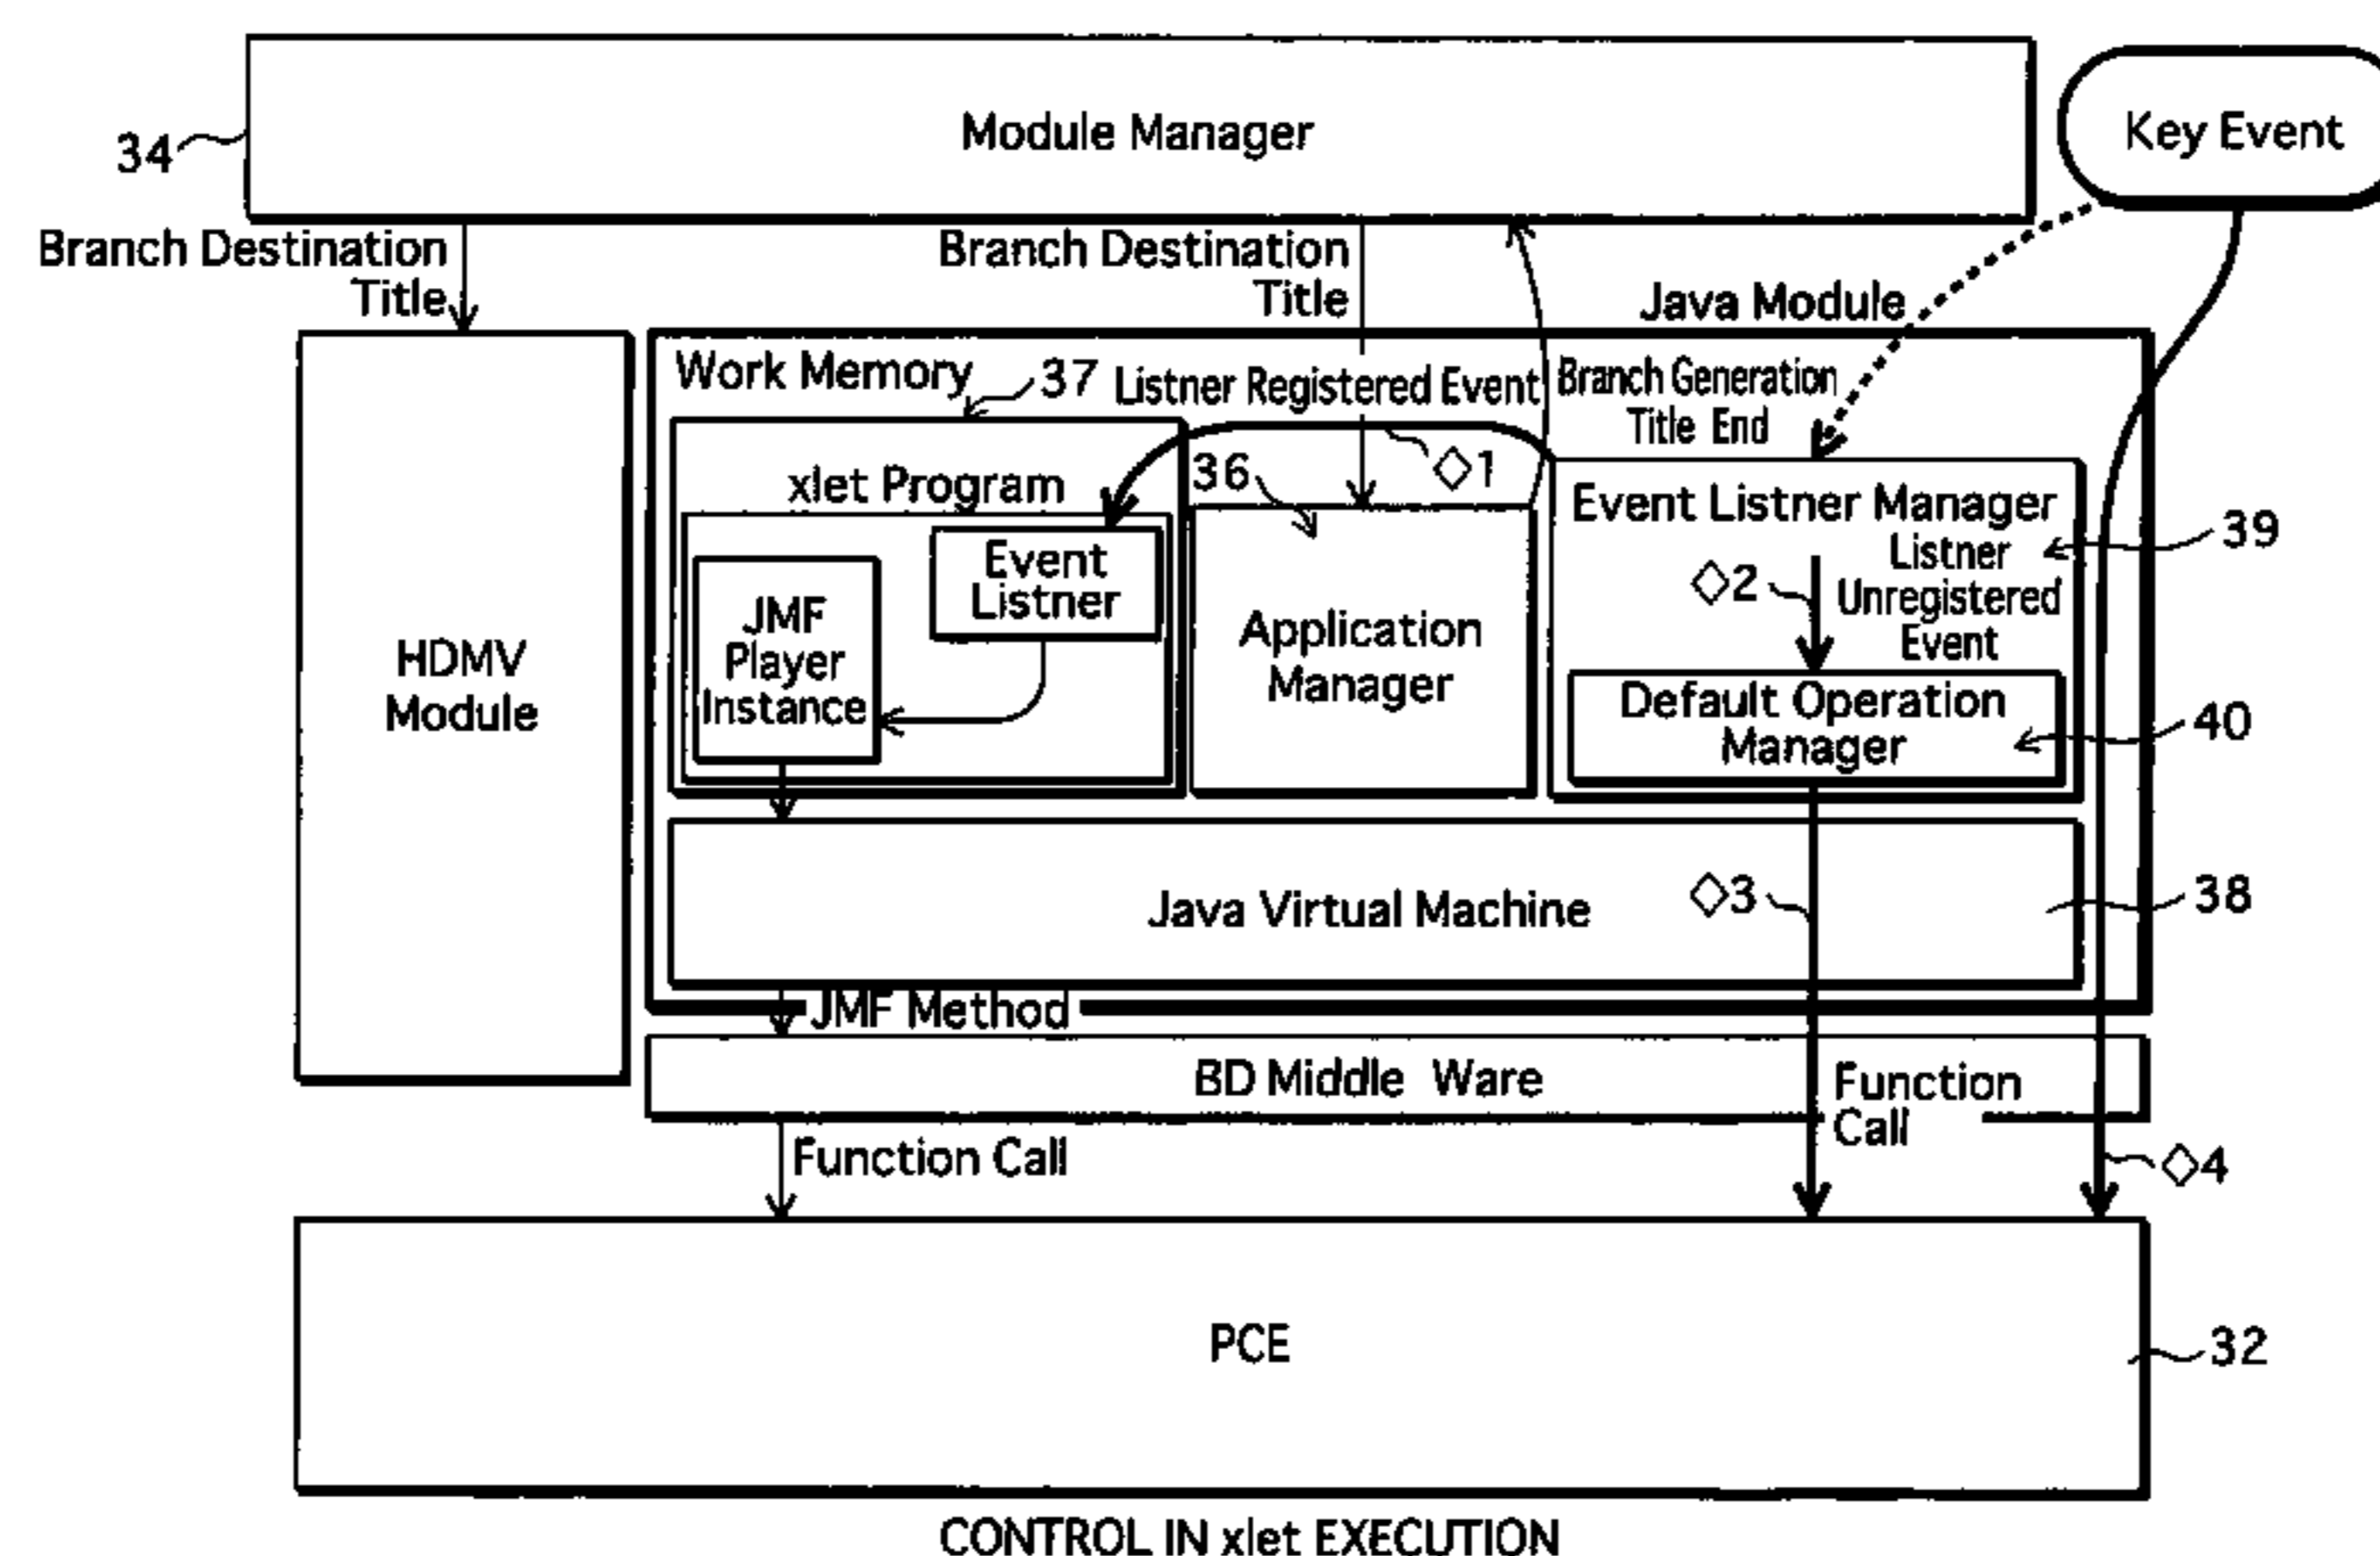 Module Manager
Key Event
34
Branch Destination
Title
Branch Destination
Title
Java Module
Work Memory
37
Listner Registered Event
Branch Generation
Title End
◇1
36
xlet Program
Event
Listner
JMF
Player
Instance
Application
Manager
Event Listner Manager
Listner
Unregistered
Event
◇2
39
Default Operation
Manager
40
HDMV
Module
Java Virtual Machine
◇3
38
JMF Method
BD Middle Ware
Function
Call
Function Call
◇4
PCE
32
CONTROL IN xlet EXECUTION